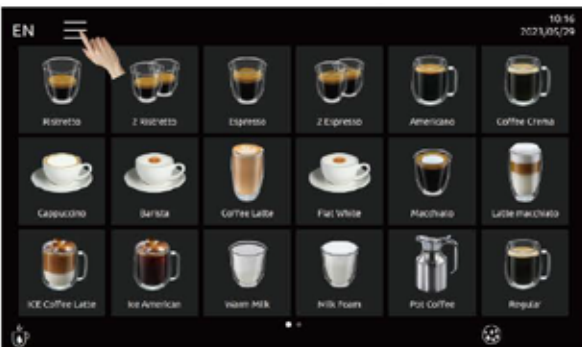 EN
10:16
2023/05/29
Ristretto 2 Ristretto Espresso 2 Espresso Americano Coffee Crema
Cappuccino Barista Coffee Latte Flat White Macchiato Latte macchiato
ICE Coffee Latte Ice American Warm Milk Milk Foam Pot Coffee Regular